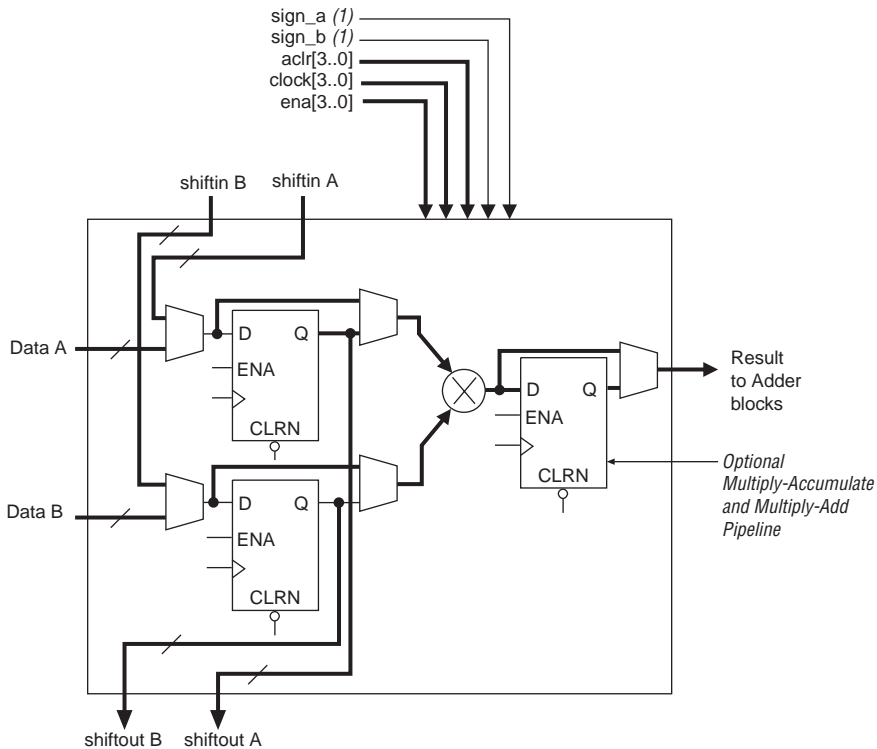 sign_a (1)
sign_b (1)
aclr[3..0]
clock[3..0]
ena[3..0]
shiftin B
shiftin A
Data A
D
Q
ENA
CLRN
Data B
D
Q
ENA
CLRN
D
Q
ENA
CLRN
Result
to Adder
blocks
Optional
Multiply-Accumulate
and Multiply-Add
Pipeline
shiftout B
shiftout A